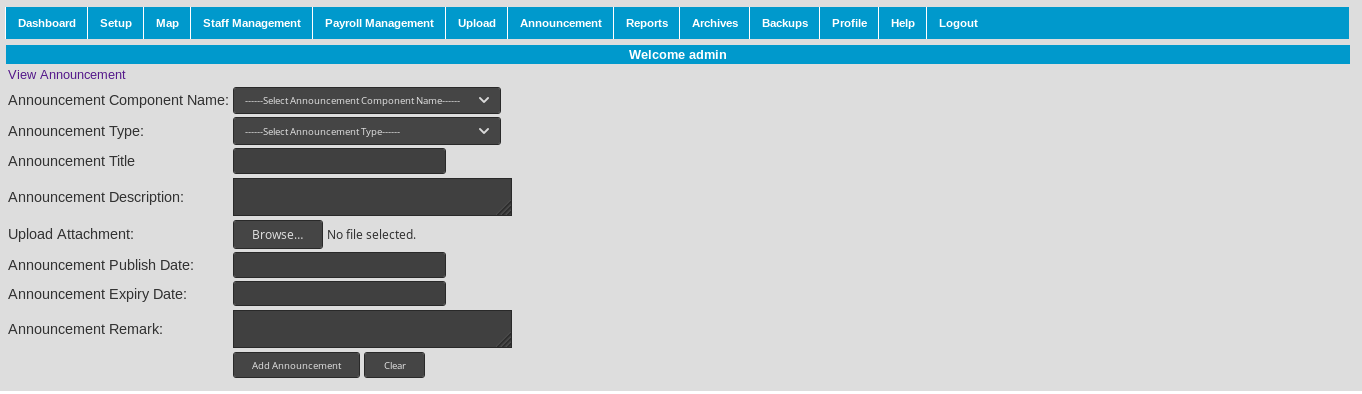 Dashboard Setup Map Staff Management Payroll Management Upload Announcement Reports Archives Backups Profile Help Logout
Welcome admin
View Announcement
Announcement Component Name: ------Select Announcement Component Name------
Announcement Type: ------Select Announcement Type------
Announcement Title
Announcement Description:
Upload Attachment: Browse... No file selected.
Announcement Publish Date:
Announcement Expiry Date:
Announcement Remark:
Add Announcement Clear